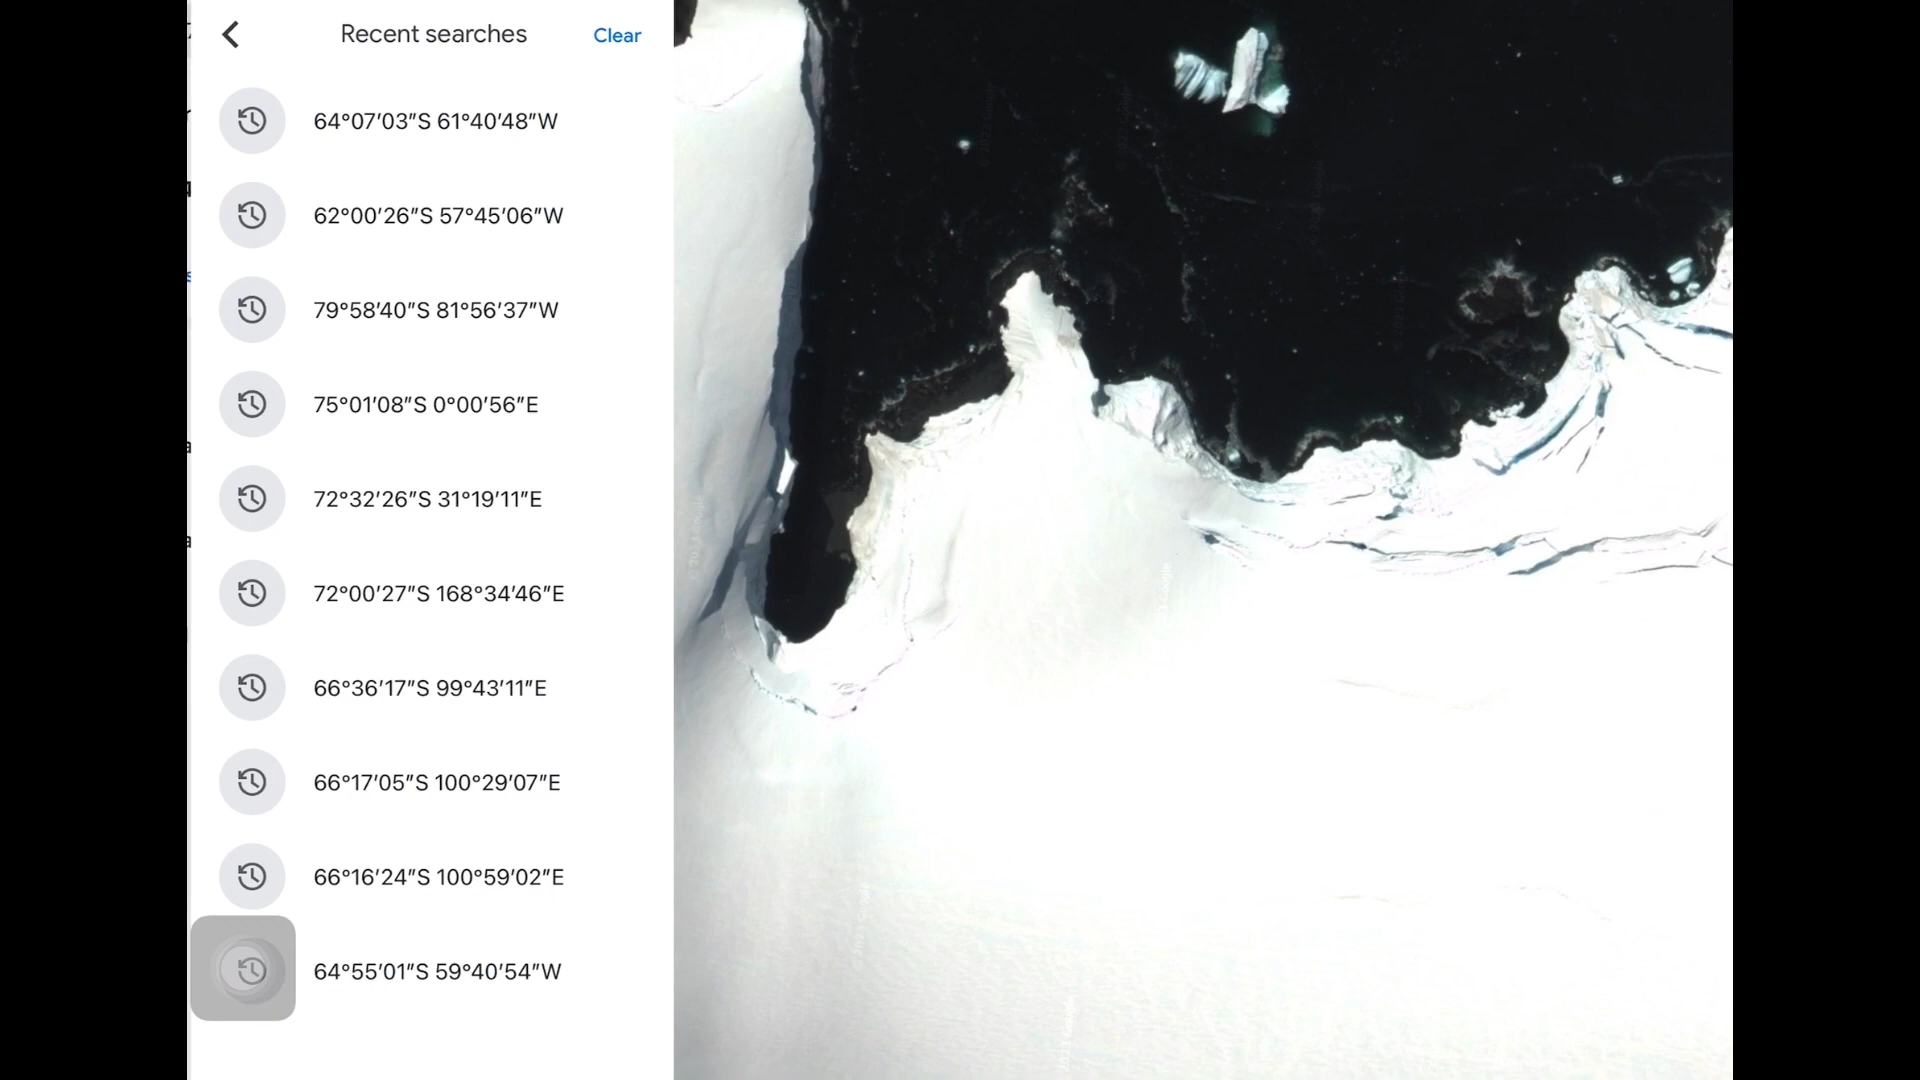 Recent searches
Clear
64°07′03″S 61°40′48″W
62°00′26″S 57°45′06″W
79°58′40″S 81°56′37″W
75°01′08″S 0°00′56″E
72°32′26″S 31°19′11″E
72°00′27″S 168°34′46″E
66°36′17″S 99°43′11″E
66°17′05″S 100°29′07″E
66°16′24″S 100°59′02″E
64°55′01″S 59°40′54″W